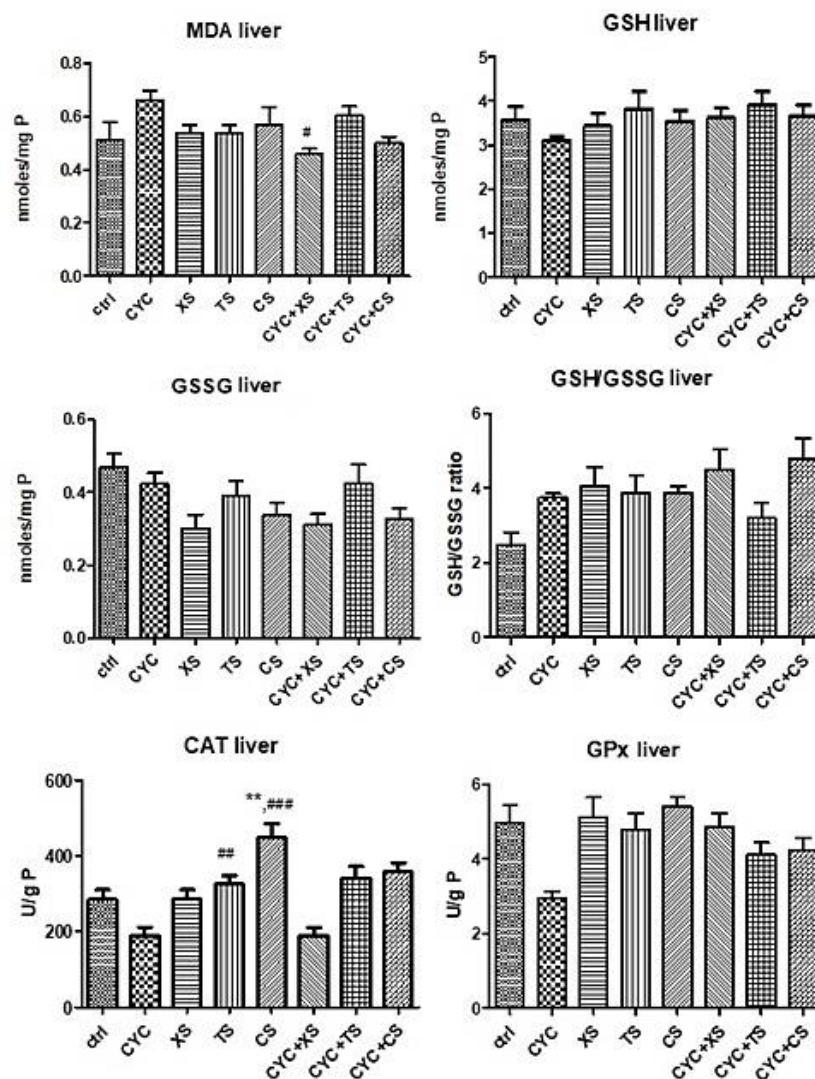 MDA liver
nmoles/mg P
0.8
0.6
0.4
0.2
0.0
#
ctrl
CYC
XS
TS
CS
CYC+XS
CYC+TS
CYC+CS
GSH liver
nmoles/mg P
5
4
3
2
1
0
ctrl
CYC
XS
TS
CS
CYC+XS
CYC+TS
CYC+CS
GSSG liver
nmoles/mg P
0.6
0.4
0.2
0.0
ctrl
CYC
XS
TS
CS
CYC+XS
CYC+TS
CYC+CS
GSH/GSSG liver
GSH/GSSG ratio
6
4
2
0
ctrl
CYC
XS
TS
CS
CYC+XS
CYC+TS
CYC+CS
CAT liver
U/g P
600
400
200
0
##
**,###
ctrl
CYC
XS
TS
CS
CYC+XS
CYC+TS
CYC+CS
GPx liver
U/g P
6
4
2
0
ctrl
CYC
XS
TS
CS
CYC+XS
CYC+TS
CYC+CS